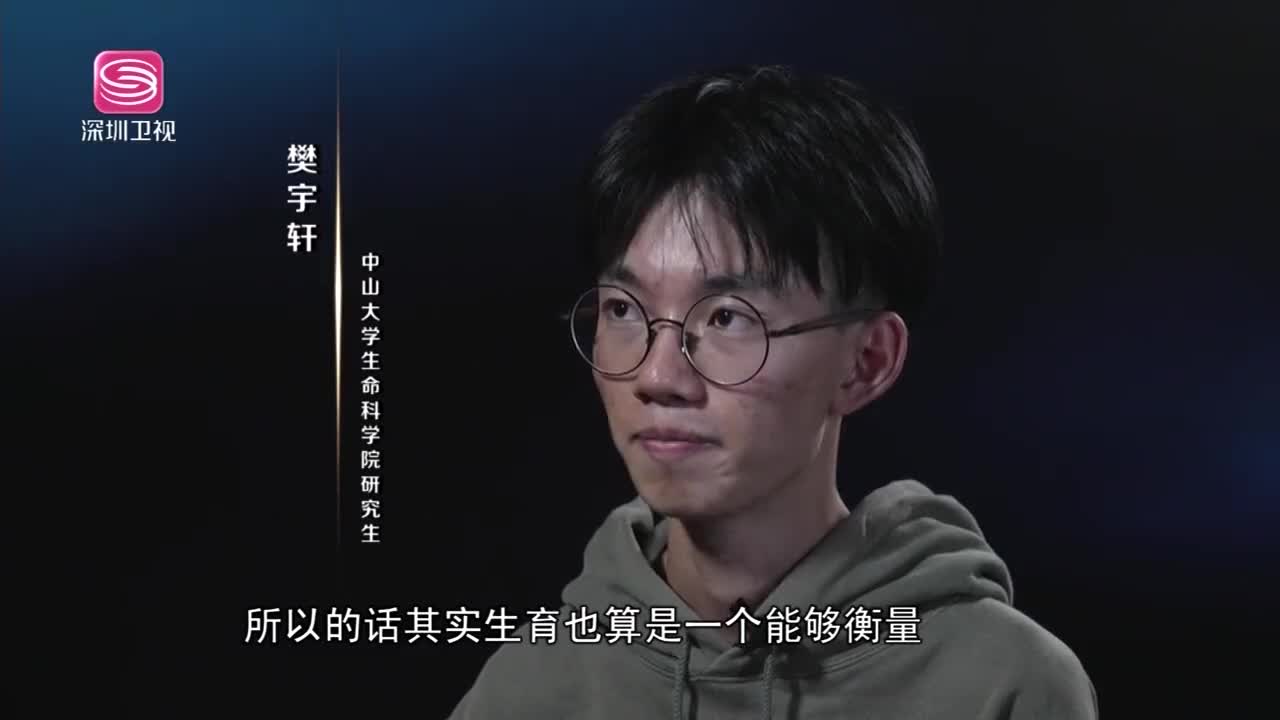 深圳卫视
樊宇轩
中山大学生命科学院研究生
所以的话其实生育也算是一个能够衡量